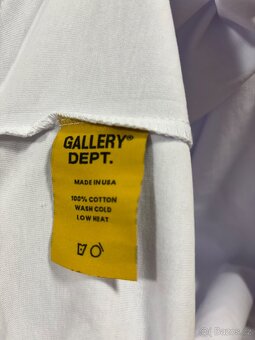 GALLERY®
DEPT.
MADE IN USA
100% COTTON
WASH COLD
LOW HEAT